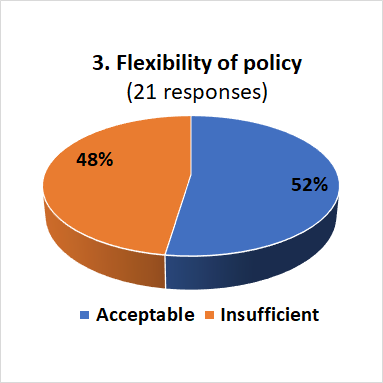 3. Flexibility of policy
(21 responses)
48%
52%
Acceptable Insufficient